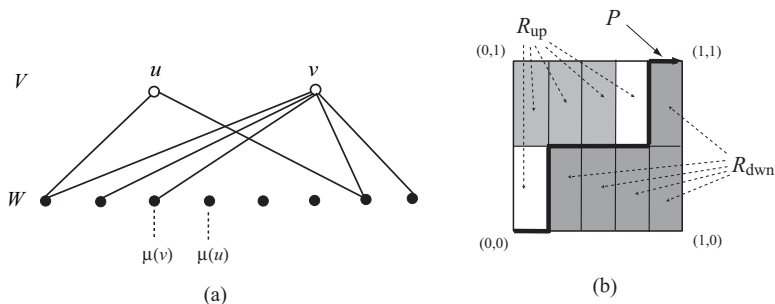 P
R_up
(0,1)
(1,1)
V
u
v
W
R_dwn
μ(v)
μ(u)
(0,0)
(1,0)
(a)
(b)